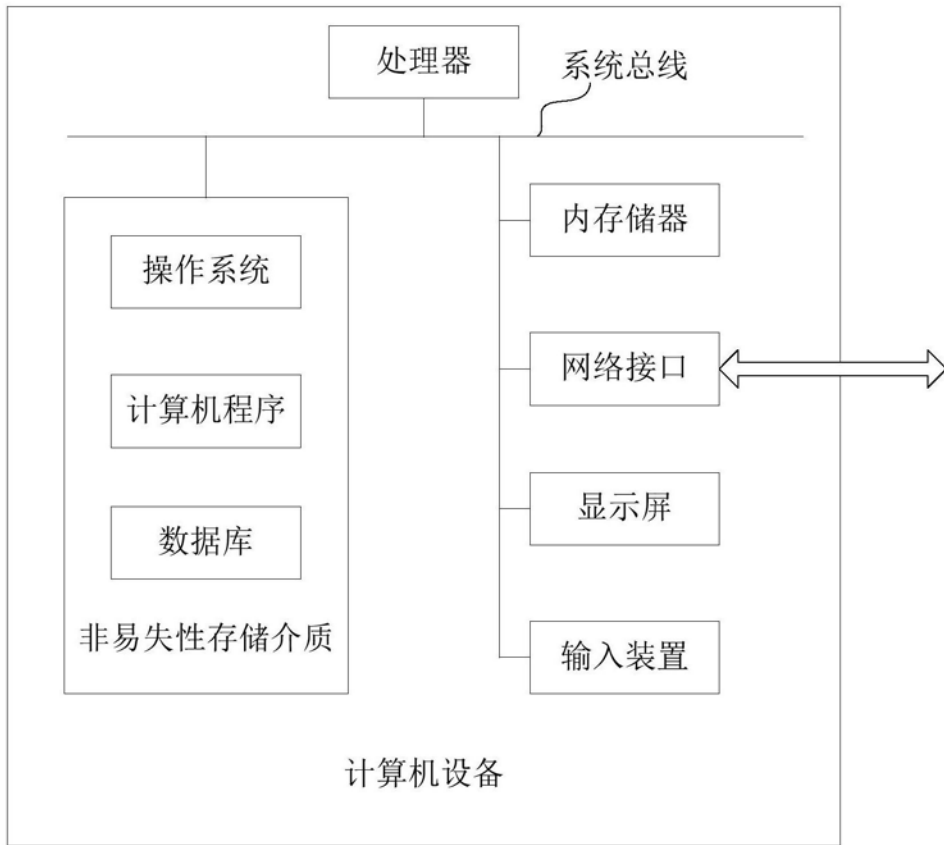 处理器
系统总线
内存储器
操作系统
网络接口
计算机程序
显示屏
数据库
非易失性存储介质
输入装置
计算机设备